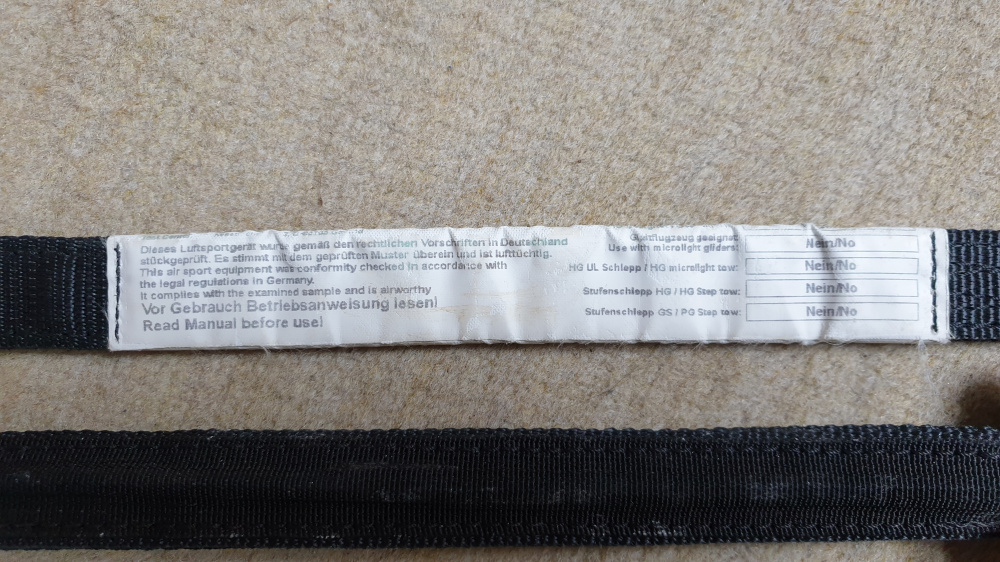 Dieses Luftsportgerät wurde gemäß den rechtlichen Vorschriften in Deutschland
stückgeprüft. Es stimmt mit dem geprüften Muster überein und ist lufttüchtig.
This air sport equipment was conformity checked in accordance with
the legal regulations in Germany.
It complies with the examined sample and is airworthy
Vor Gebrauch Betriebsanweisung lesen!
Read Manual before use!
Gleitflugzeug geeignet
Use with microlight gliders: Nein/No
HG UL Schlepp / HG microlight tow: Nein/No
Stufenschlepp HG / HG Step tow: Nein/No
Stufenschlepp GS / PG Step tow: Nein/No